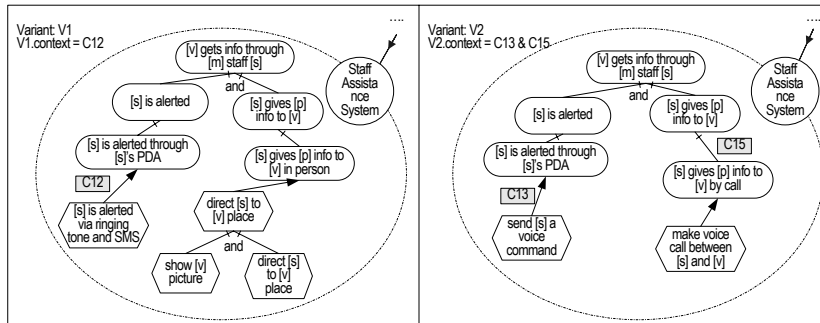 Variant: V1
V1.context = C12
....
[v] gets info through
[m] staff [s]
and
Staff
Assista
nce
System
[s] is alerted
[s] gives [p]
info to [v]
[s] is alerted through
[s]'s PDA
[s] gives [p] info to
[v] in person
C12
[s] is alerted
via ringing
tone and SMS
direct [s] to
[v] place
and
show [v]
picture
direct [s]
to [v]
place
Variant: V2
V2.context = C13 & C15
....
[v] gets info through
[m] staff [s]
and
Staff
Assista
nce
System
[s] is alerted
[s] gives [p]
info to [v]
[s] is alerted through
[s]'s PDA
C15
[s] gives [p] info to
[v] by call
C13
send [s] a
voice
command
make voice
call between
[s] and [v]